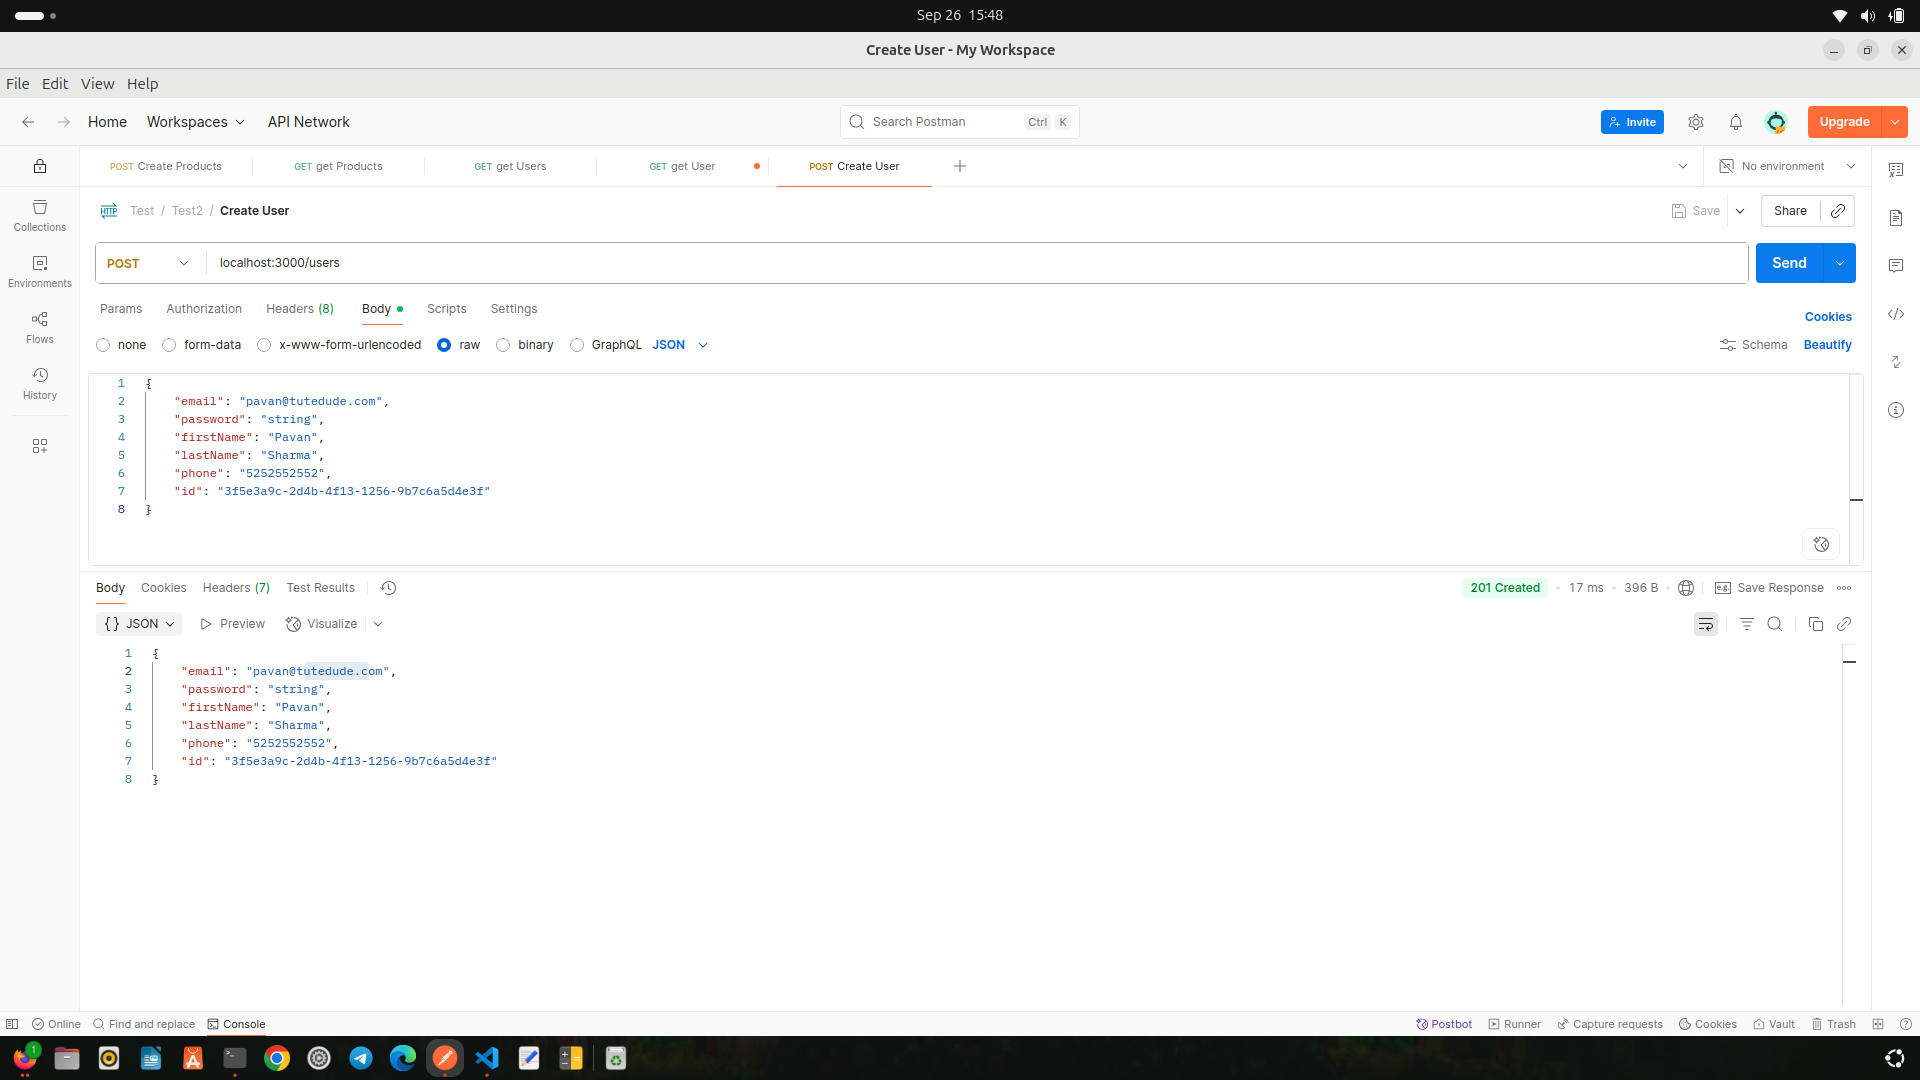 Sep 26 15:48
Create User - My Workspace
File Edit View Help
Home Workspaces API Network
Search Postman Ctrl K
Invite
Upgrade
POST Create Products
GET get Products
GET get Users
GET get User
POST Create User
No environment
Collections
Environments
Flows
History
HTTP Test / Test2 / Create User
Save
Share
POST localhost:3000/users
Send
Params Authorization Headers (8) Body Scripts Settings
Cookies
none form-data x-www-form-urlencoded raw binary GraphQL JSON
Schema Beautify
1 {
2 "email": "pavan@tutedude.com",
3 "password": "string",
4 "firstName": "Pavan",
5 "lastName": "Sharma",
6 "phone": "5252552552",
7 "id": "3f5e3a9c-2d4b-4f13-1256-9b7c6a5d4e3f"
8 }
Body Cookies Headers (7) Test Results
201 Created 17 ms 396 B e.g. Save Response
{} JSON Preview Visualize
1 {
2 "email": "pavan@tutedude.com",
3 "password": "string",
4 "firstName": "Pavan",
5 "lastName": "Sharma",
6 "phone": "5252552552",
7 "id": "3f5e3a9c-2d4b-4f13-1256-9b7c6a5d4e3f"
8 }
Online Find and replace Console
Postbot Runner Capture requests Cookies Vault Trash
1